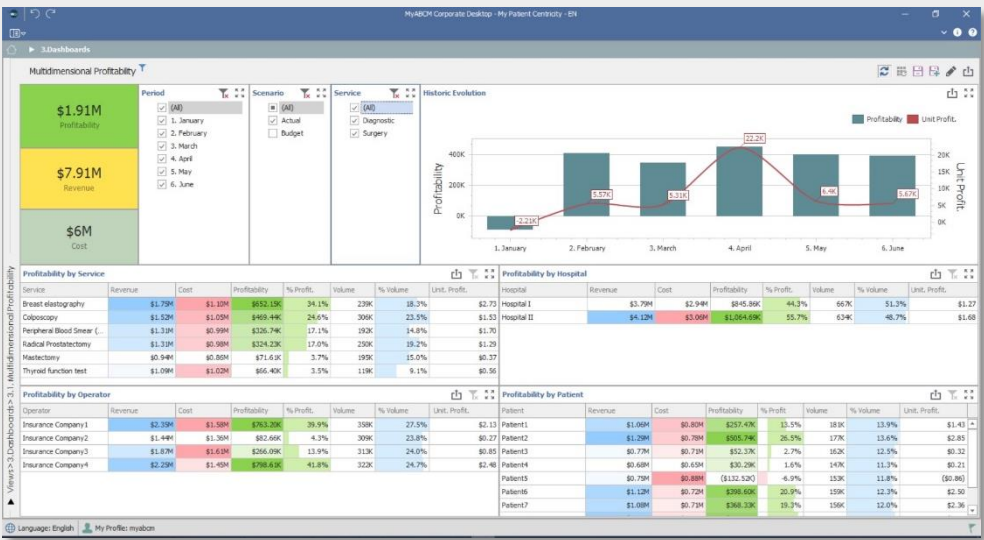 MyABCM Corporate Desktop - My Patient Centricity - EN
3.Dashboards
Multidimensional Profitability
$1.91M
Profitability
$7.91M
Revenue
$6M
Cost
Period
(All)
1. January
2. February
3. March
4. April
5. May
6. June
Scenario
(All)
Actual
Budget
Service
(All)
Diagnostic
Surgery
Historic Evolution
Profitability Unit Profit.
Profitability
400K
200K
0K
-2.21K
5.57K
5.31K
22.2K
6.4K
5.67K
20K
15K
10K
5K
0K
Unit Profit.
1. January 2. February 3. March 4. April 5. May 6. June
Profitability by Service
Service Revenue Cost Profitability % Profit. Volume % Volume Unit. Profit.
Breast elastography $1.75M $1.10M $652.15K 34.1% 239K 18.3% $2.73
Colposcopy $1.52M $1.05M $469.44K 24.6% 306K 23.5% $1.53
Peripheral Blood Smear (... $1.31M $0.99M $326.74K 17.1% 192K 14.8% $1.70
Radical Prostatectomy $1.31M $0.98M $324.23K 17.0% 250K 19.2% $1.29
Mastectomy $0.94M $0.86M $71.61K 3.7% 195K 15.0% $0.37
Thyroid function test $1.09M $1.02M $66.40K 3.5% 119K 9.1% $0.56
Profitability by Hospital
Hospital Revenue Cost Profitability % Profit. Volume % Volume Unit. Profit.
Hospital I $3.79M $2.94M $845.86K 44.3% 667K 51.3% $1.27
Hospital II $4.12M $3.06M $1,064.69K 55.7% 634K 48.7% $1.68
Profitability by Operator
Operator Revenue Cost Profitability % Profit. Volume % Volume Unit. Profit.
Insurance Company1 $2.35M $1.58M $763.20K 39.9% 358K 27.5% $2.13
Insurance Company2 $1.44M $1.36M $82.66K 4.3% 309K 23.8% $0.27
Insurance Company3 $1.87M $1.61M $266.09K 13.9% 313K 24.0% $0.85
Insurance Company4 $2.25M $1.45M $798.61K 41.8% 322K 24.7% $2.48
Profitability by Patient
Patient Revenue Cost Profitability % Profit Volume % Volume Unit. Profit.
Patient1 $1.06M $0.80M $257.47K 13.5% 181K 13.9% $1.43
Patient2 $1.29M $0.78M $505.74K 26.5% 177K 13.6% $2.85
Patient3 $0.77M $0.71M $52.37K 2.7% 162K 12.5% $0.32
Patient4 $0.68M $0.65M $30.29K 1.6% 147K 11.3% $0.21
Patient5 $0.75M $0.88M ($132.52K) -6.9% 153K 11.8% ($0.86)
Patient6 $1.12M $0.72M $398.60K 20.9% 159K 12.3% $2.50
Patient7 $1.08M $0.71M $368.33K 19.3% 156K 12.0% $2.36
Views> 3.Dashboards> 3.1. Multidimensional Profitability
Language: English My Profile: myabcm